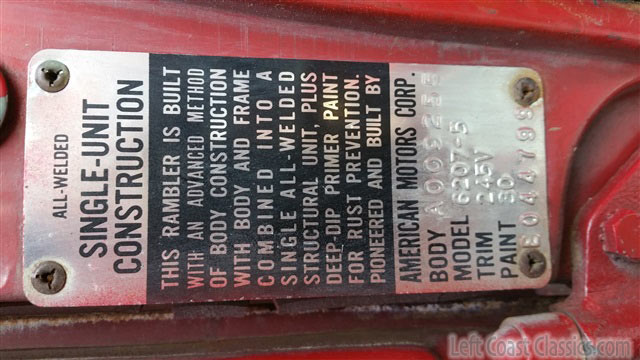 ALL-WELDED
SINGLE-UNIT
CONSTRUCTION
THIS RAMBLER IS BUILT
WITH AN ADVANCED METHOD
OF BODY CONSTRUCTION
WITH BODY AND FRAME
COMBINED INTO A
SINGLE ALL-WELDED
STRUCTURAL UNIT, PLUS
DEEP-DIP PRIMER PAINT
FOR RUST PREVENTION.
PIONEERED AND BUILT BY
AMERICAN MOTORS CORP.
BODY
MODEL 6207-5
TRIM 245V
PAINT
Left Coast Classics.com